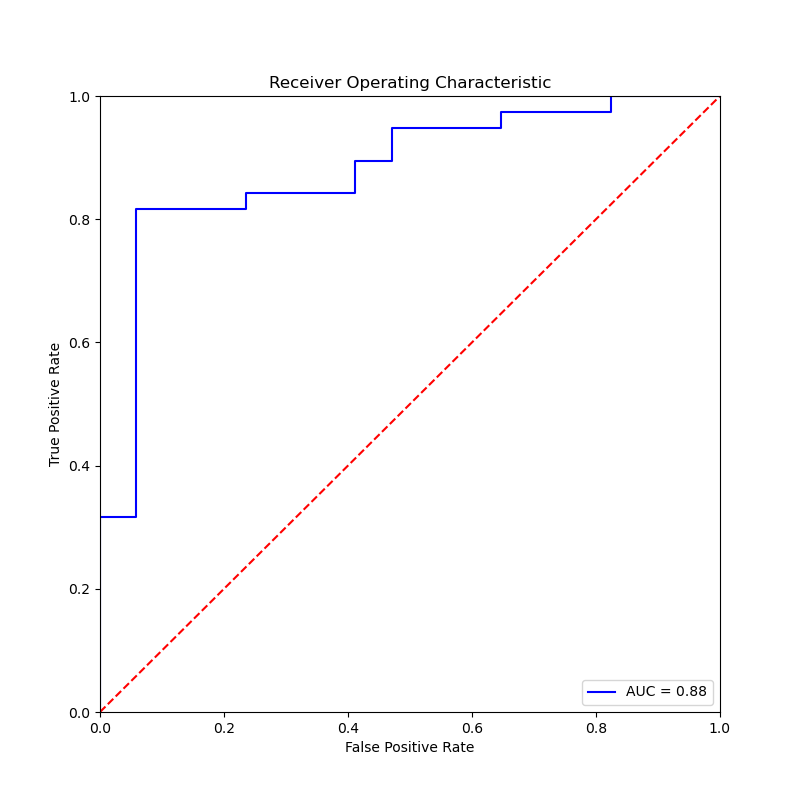 Receiver Operating Characteristic
1.0
0.8
0.6
0.4
0.2
0.0
True Positive Rate
AUC = 0.88
0.0 0.2 0.4 0.6 0.8 1.0
False Positive Rate